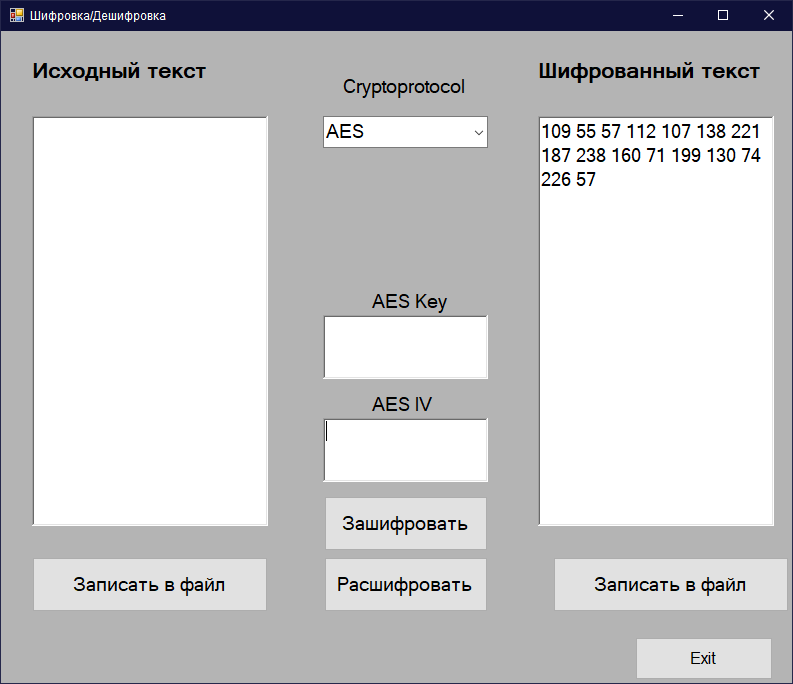 Шифровка/Дешифровка
Исходный текст
Cryptoprotocol
AES
Шифрованный текст
109 55 57 112 107 138 221
187 238 160 71 199 130 74
226 57
AES Key
AES IV
Зашифровать
Расшифровать
Записать в файл
Записать в файл
Exit